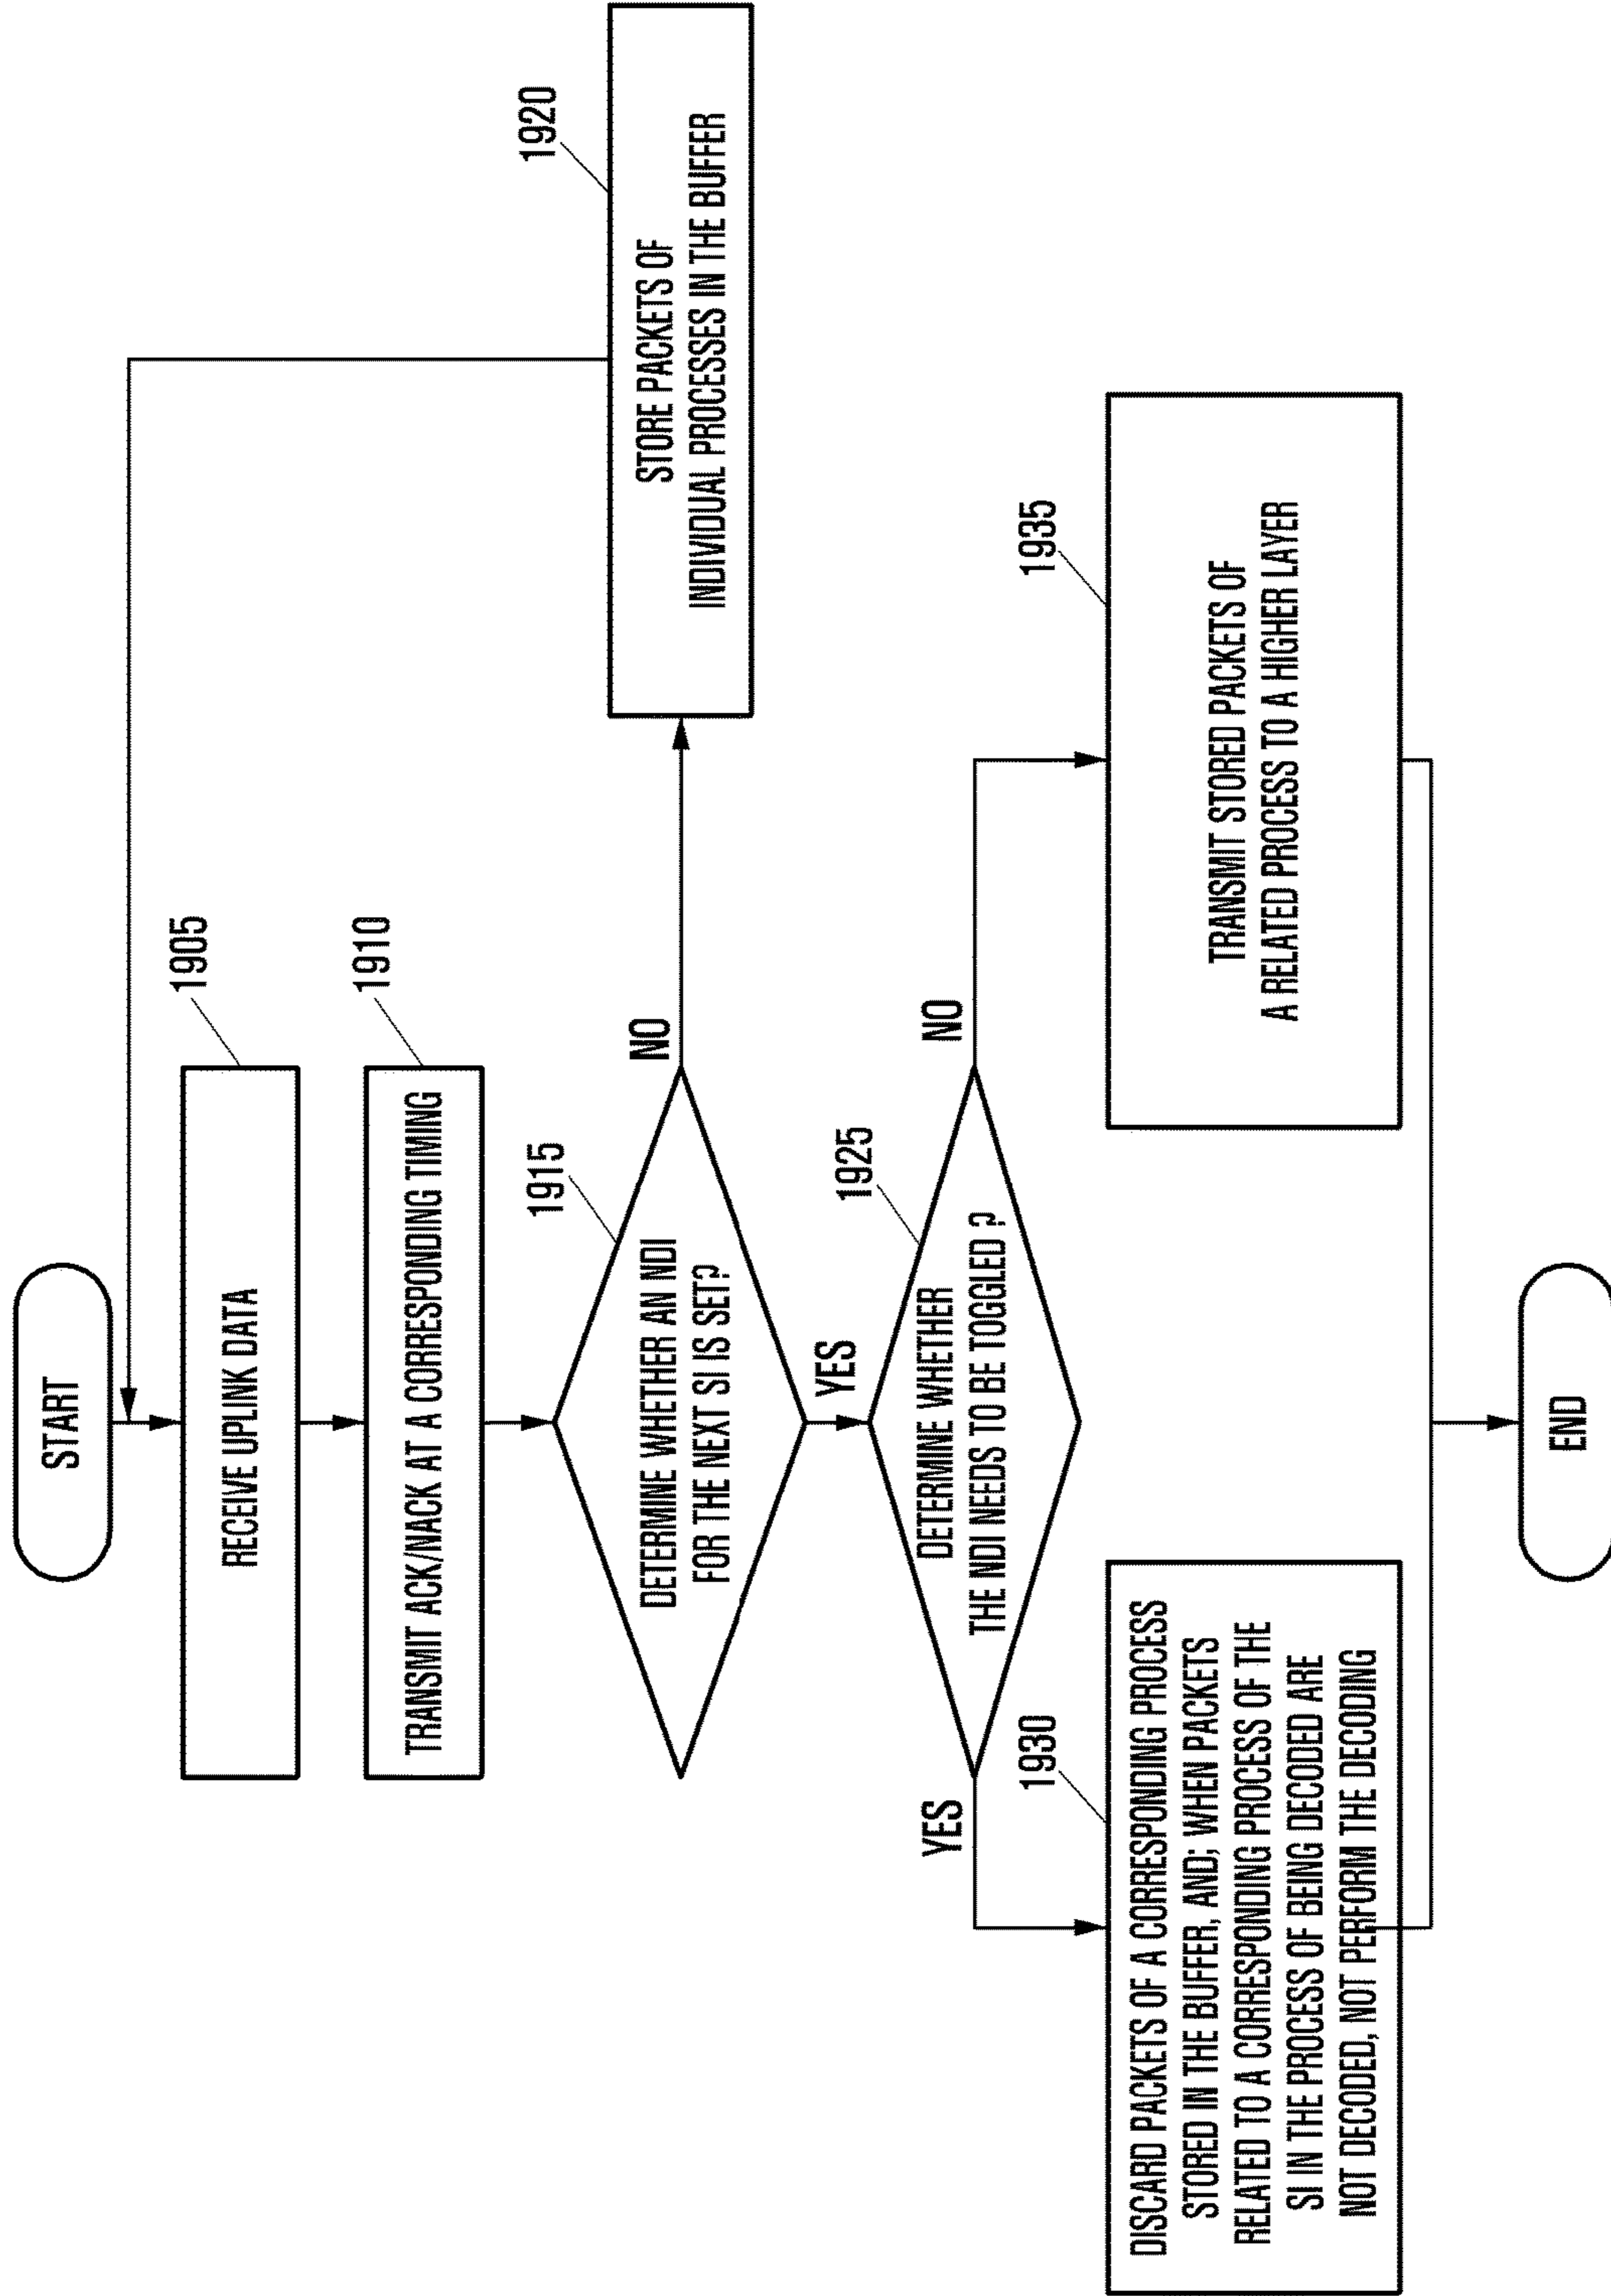 START
1905
RECEIVE UPLINK DATA
1910
TRANSMIT ACK/NACK AT A CORRESPONDING TIMING
1915
DETERMINE WHETHER AN NDI
FOR THE NEXT SI IS SET?
NO
1920
STORE PACKETS OF
INDIVIDUAL PROCESSES IN THE BUFFER
YES
1925
DETERMINE WHETHER
THE NDI NEEDS TO BE TOGGLED ?
YES
NO
1930
DISCARD PACKETS OF A CORRESPONDING PROCESS
STORED IN THE BUFFER, AND; WHEN PACKETS
RELATED TO A CORRESPONDING PROCESS OF THE
SI IN THE PROCESS OF BEING DECODED ARE
NOT DECODED, NOT PERFORM THE DECODING
1935
TRANSMIT STORED PACKETS OF
A RELATED PROCESS TO A HIGHER LAYER
END